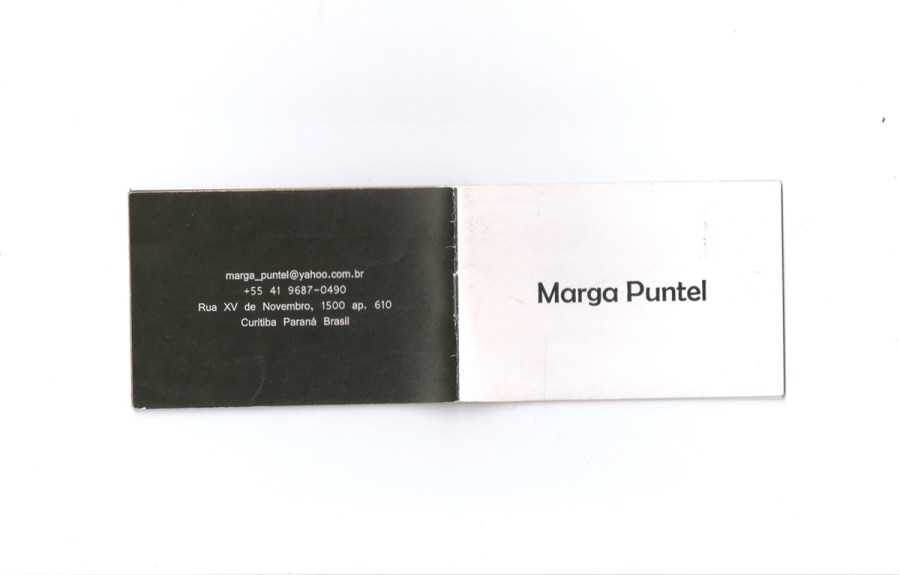 marga_puntel@yahoo.com.br
+55 41 9687-0490
Rua XV de Novembro, 1500 ap. 610
Curitiba Paraná Brasil
Marga Puntel